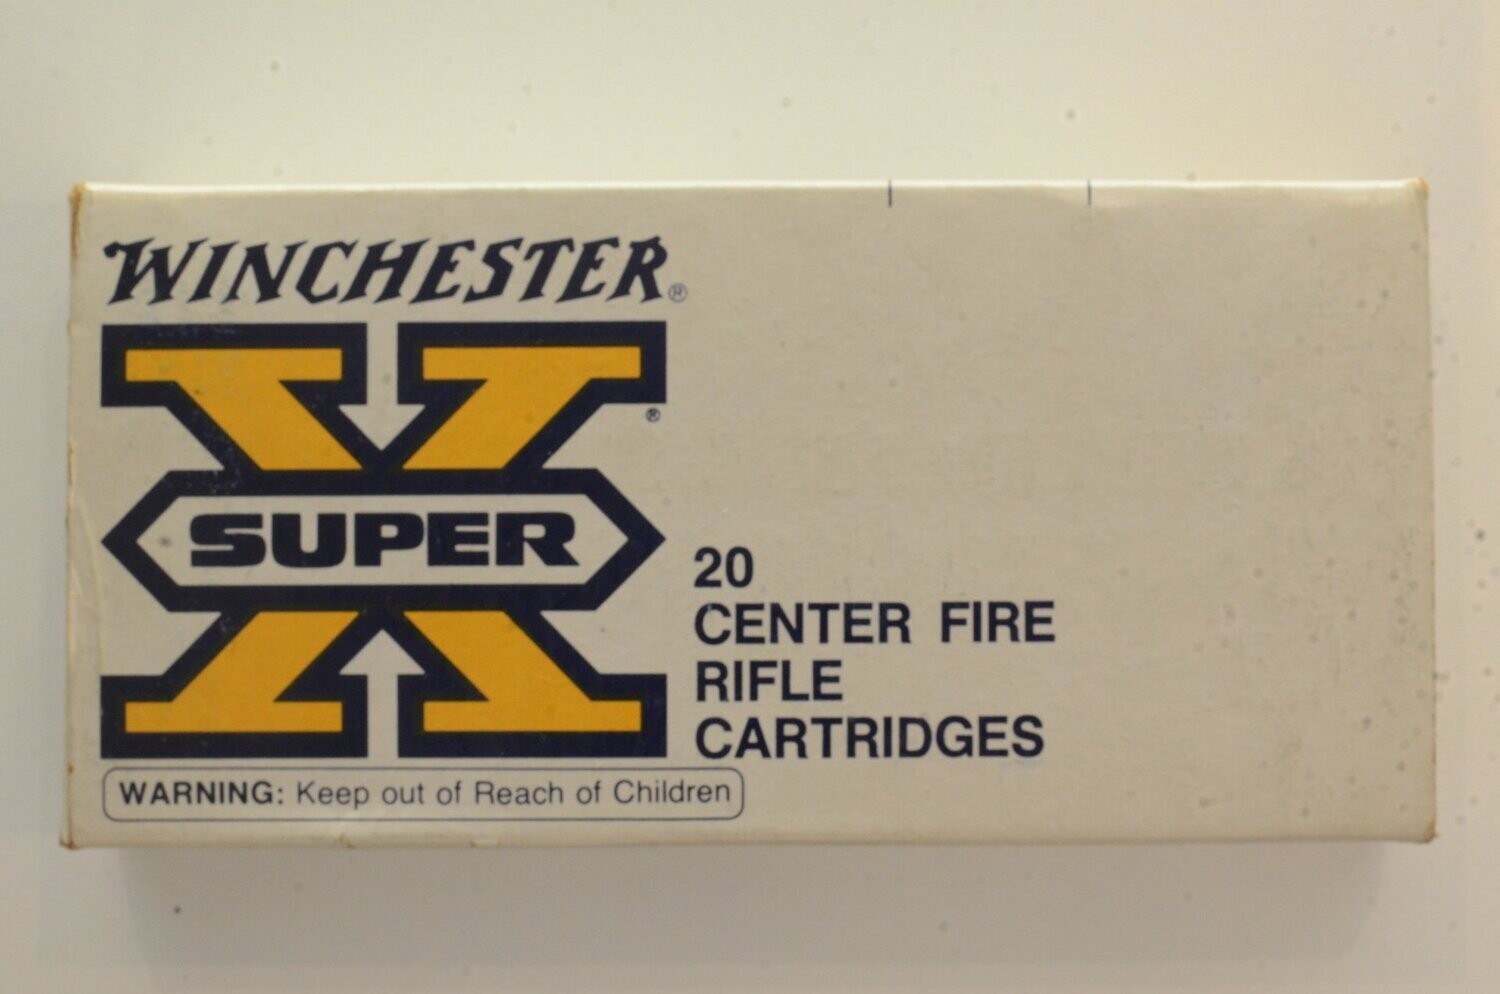 WINCHESTER®
X®
SUPER
20
CENTER FIRE
RIFLE
CARTRIDGES
WARNING: Keep out of Reach of Children